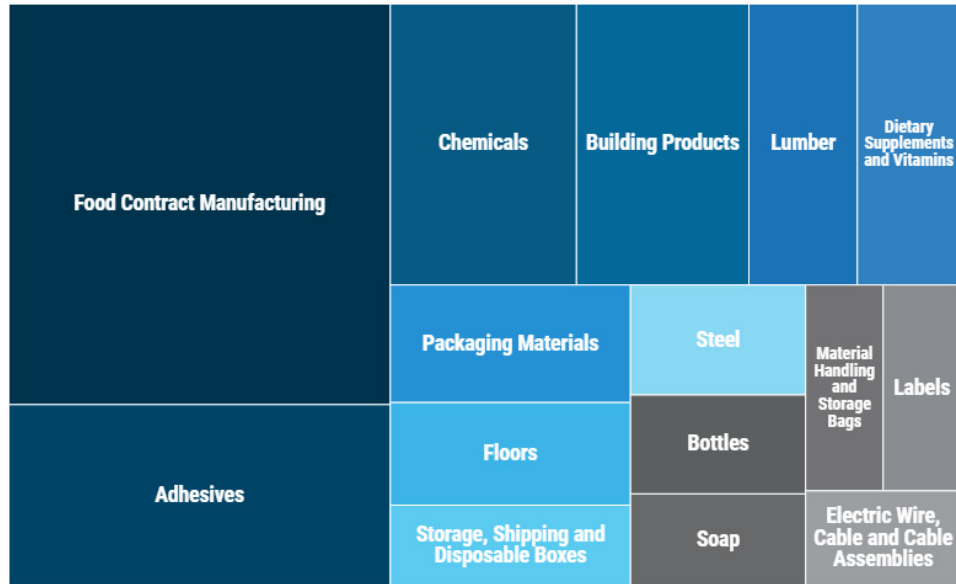 Food Contract Manufacturing
Adhesives
Chemicals
Building Products
Lumber
Dietary
Supplements
and Vitamins
Packaging Materials
Floors
Storage, Shipping and
Disposable Boxes
Steel
Bottles
Soap
Material
Handling
and
Storage
Bags
Labels
Electric Wire,
Cable and Cable
Assemblies